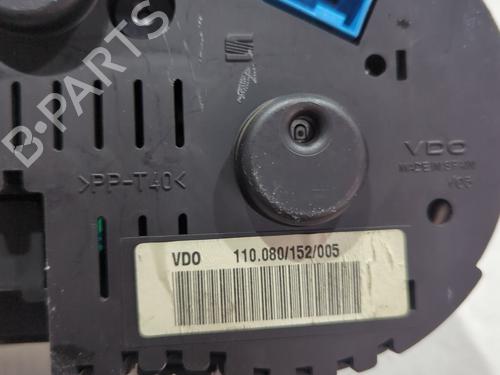 B-PARTS
>PP-T40<
VDO
MADE IN SPAIN
VDO 110.080/152/005